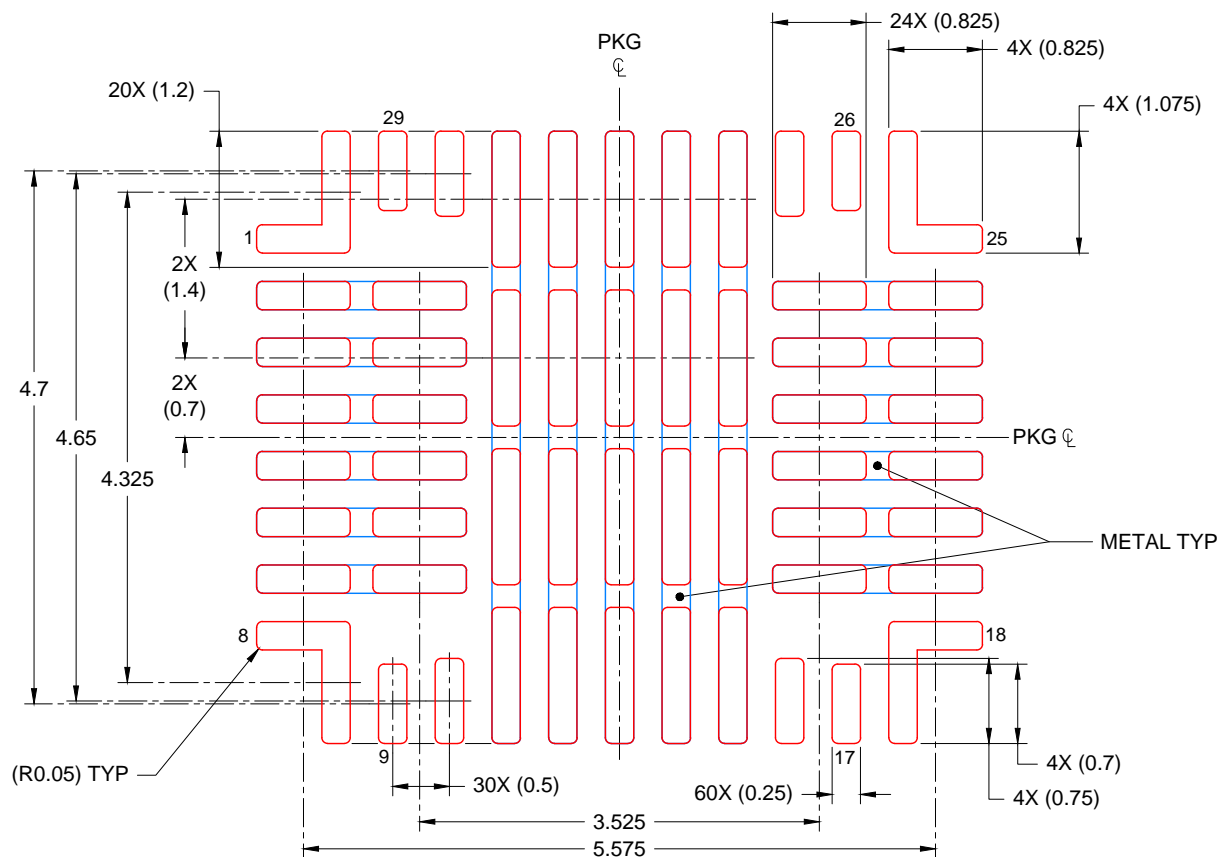 24X (0.825)
PKG
℄
4X (0.825)
20X (1.2)
4X (1.075)
29
26
1
25
2X
(1.4)
4.7
2X
(0.7)
4.65
PKG ℄
4.325
METAL TYP
8
18
9
17
(R0.05) TYP
30X (0.5)
60X (0.25)
4X (0.7)
4X (0.75)
3.525
5.575